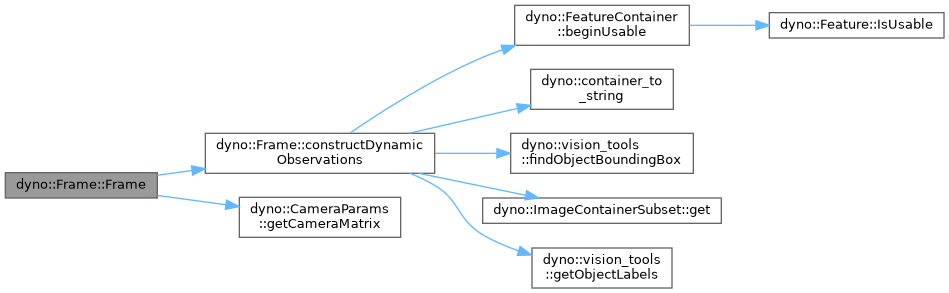 dyno::Frame::Frame
dyno::Frame::constructDynamic
Observations
dyno::CameraParams
::getCameraMatrix
dyno::FeatureContainer
::beginUsable
dyno::container_to
_string
dyno::vision_tools
::findObjectBoundingBox
dyno::ImageContainerSubset::get
dyno::vision_tools
::getObjectLabels
dyno::Feature::IsUsable